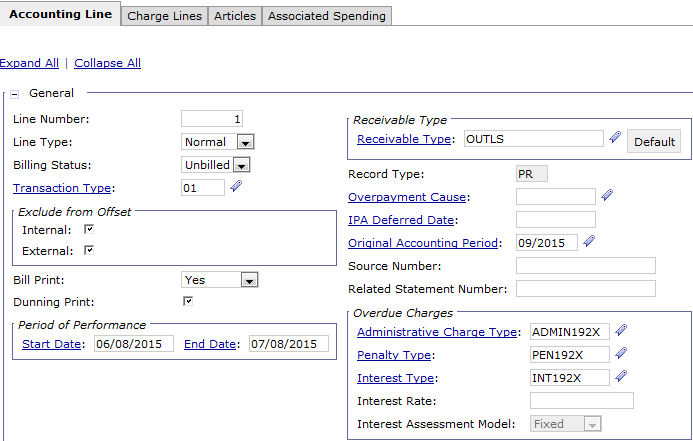 Accounting Line
Charge Lines
Articles
Associated Spending
Expand All | Collapse All
General
Line Number: 1
Line Type: Normal
Billing Status: Unbilled
Transaction Type: 01
Exclude from Offset
Internal:
External:
Bill Print: Yes
Dunning Print:
Period of Performance
Start Date: 06/08/2015 End Date: 07/08/2015
Receivable Type
Receivable Type: OUTLS Default
Record Type: PR
Overpayment Cause:
IPA Deferred Date:
Original Accounting Period: 09/2015
Source Number:
Related Statement Number:
Overdue Charges
Administrative Charge Type: ADMIN192X
Penalty Type: PEN192X
Interest Type: INT192X
Interest Rate:
Interest Assessment Model: Fixed